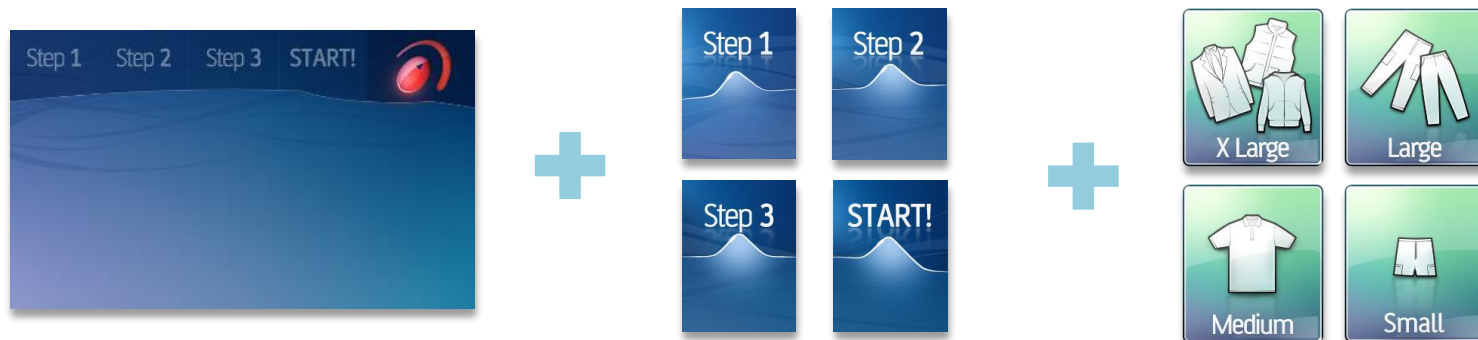 Step 1 Step 2 Step 3 START!
Step 1
Step 2
Step 3
START!
X Large
Large
Medium
Small